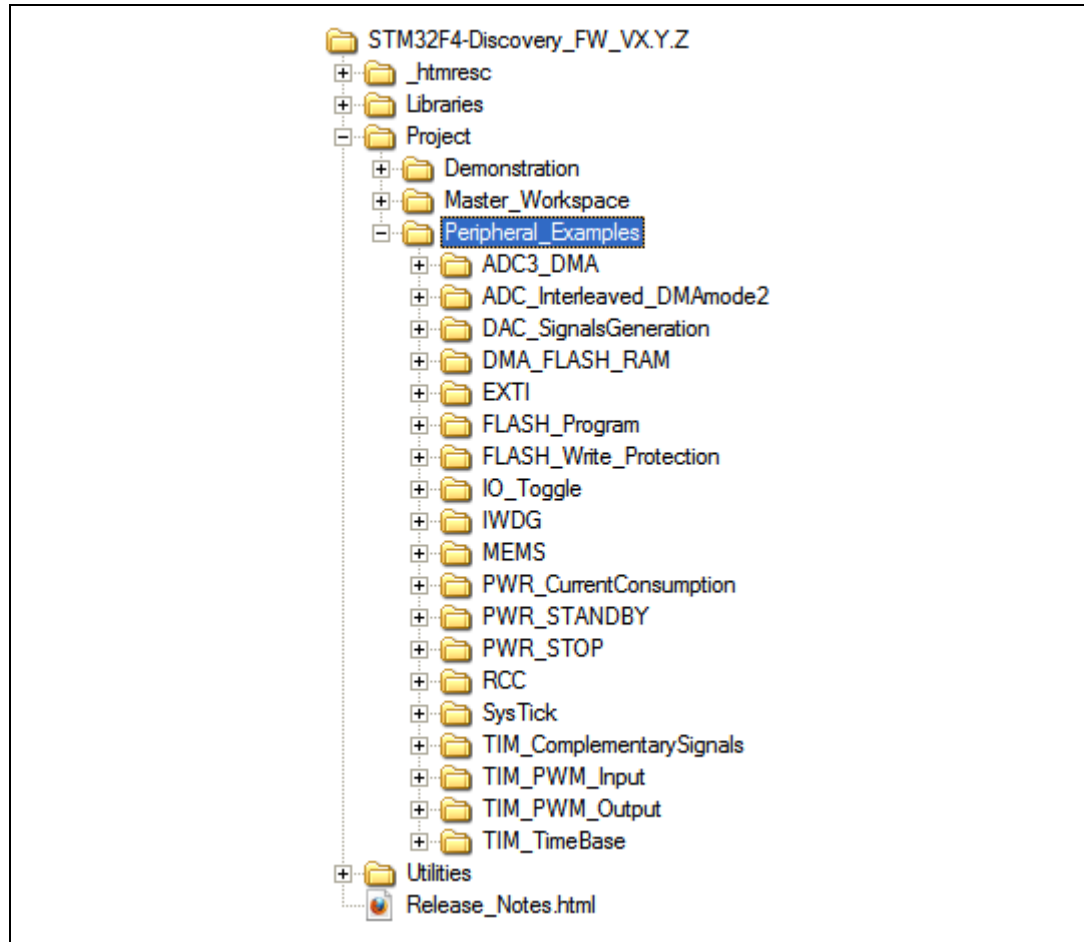 STM32F4-Discovery_FW_VX.Y.Z
_htmresc
Libraries
Project
Demonstration
Master_Workspace
Peripheral_Examples
ADC3_DMA
ADC_Interleaved_DMAmode2
DAC_SignalsGeneration
DMA_FLASH_RAM
EXTI
FLASH_Program
FLASH_Write_Protection
IO_Toggle
IWDG
MEMS
PWR_CurrentConsumption
PWR_STANDBY
PWR_STOP
RCC
SysTick
TIM_ComplementarySignals
TIM_PWM_Input
TIM_PWM_Output
TIM_TimeBase
Utilities
Release_Notes.html